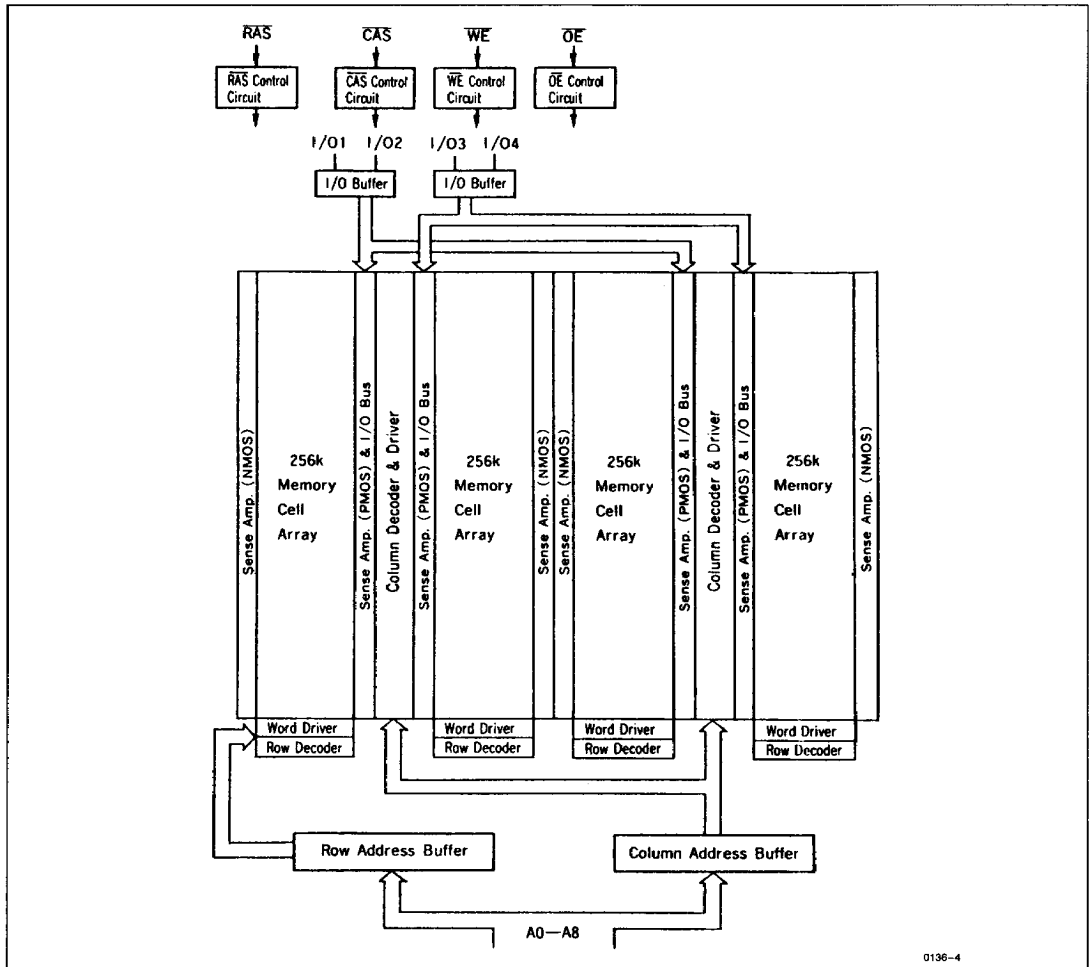 RAS CAS WE OE
RAS Control Circuit
CAS Control Circuit
WE Control Circuit
OE Control Circuit
I/O1 I/O2 I/O3 I/O4
I/O Buffer
I/O Buffer
Sense Amp. (NMOS)
256k
Memory
Cell
Array
Sense Amp. (PMOS) & I/O Bus
Column Decoder & Driver
Sense Amp. (PMOS) & I/O Bus
256k
Memory
Cell
Array
Sense Amp. (NMOS)
Sense Amp. (NMOS)
256k
Memory
Cell
Array
Sense Amp. (PMOS) & I/O Bus
Column Decoder & Driver
Sense Amp. (PMOS) & I/O Bus
256k
Memory
Cell
Array
Sense Amp. (NMOS)
Word Driver
Row Decoder
Word Driver
Row Decoder
Word Driver
Row Decoder
Word Driver
Row Decoder
Row Address Buffer
Column Address Buffer
A0—A8
0136-4